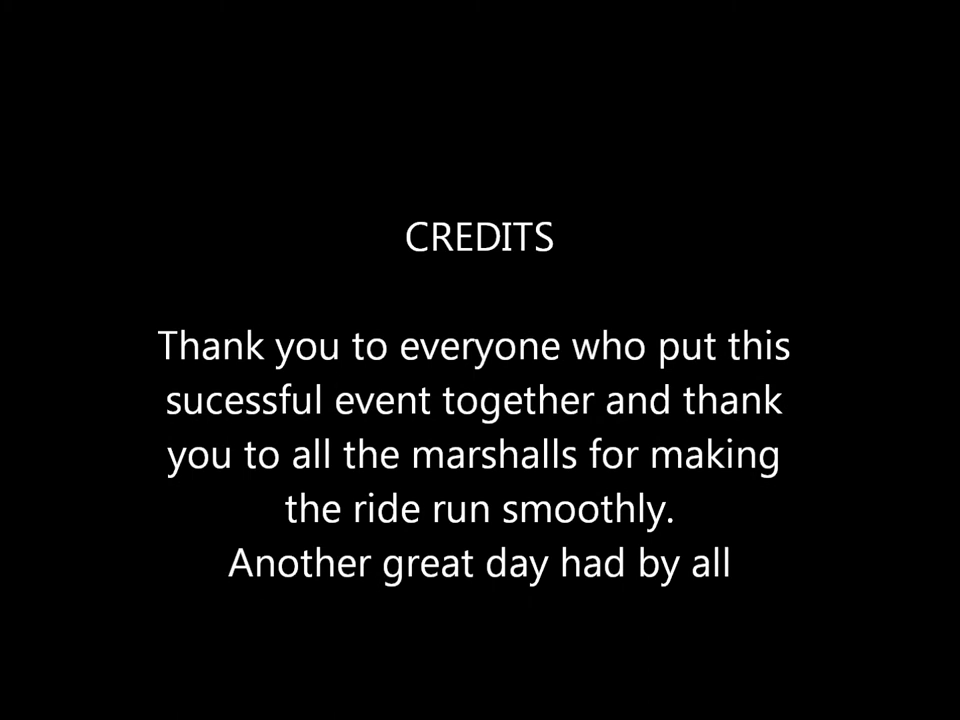 CREDITS
Thank you to everyone who put this
sucessful event together and thank
you to all the marshalls for making
the ride run smoothly.
Another great day had by all